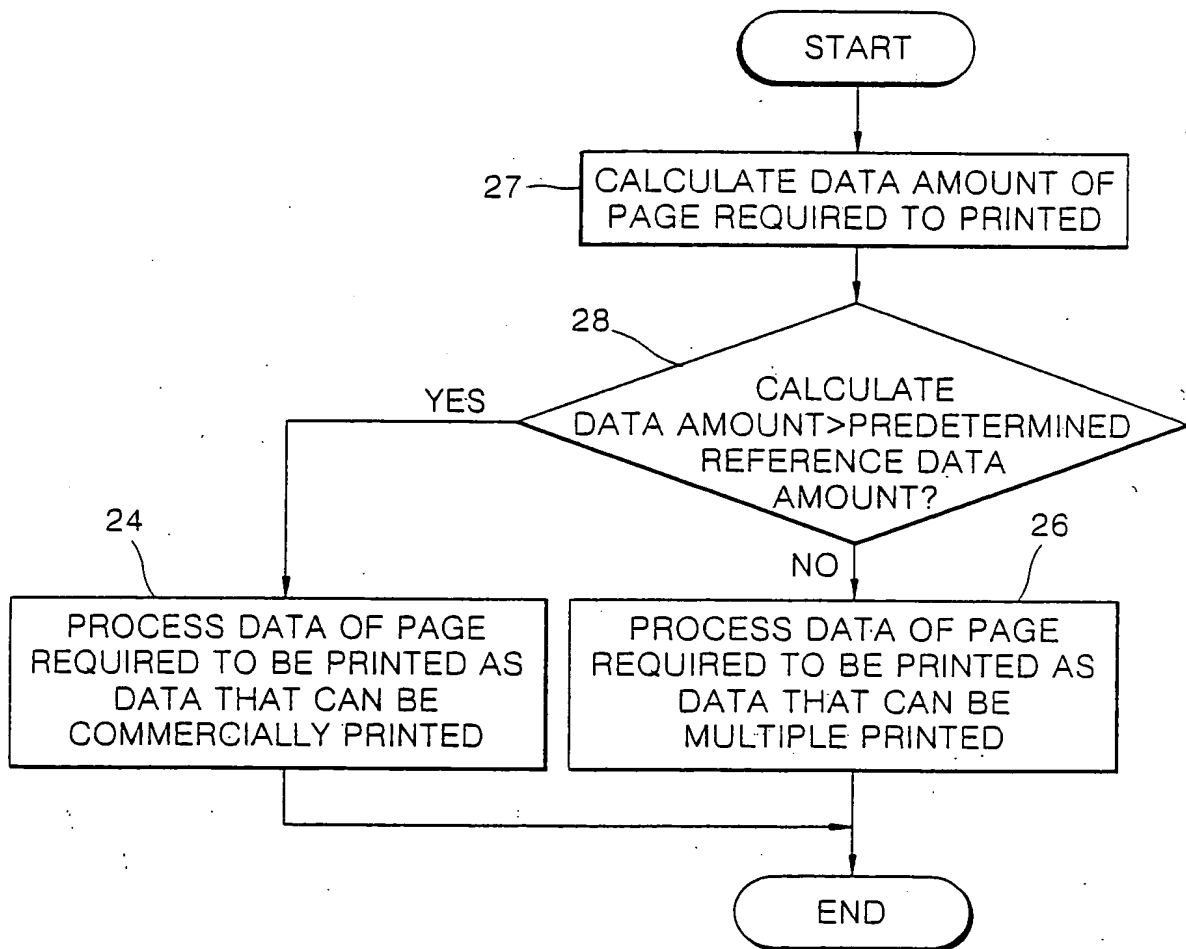 START
27
CALCULATE DATA AMOUNT OF
PAGE REQUIRED TO PRINTED
28
CALCULATE
DATA AMOUNT>PREDETERMINED
REFERENCE DATA
AMOUNT?
YES
NO
24
PROCESS DATA OF PAGE
REQUIRED TO BE PRINTED AS
DATA THAT CAN BE
COMMERCIALLY PRINTED
26
PROCESS DATA OF PAGE
REQUIRED TO BE PRINTED AS
DATA THAT CAN BE
MULTIPLE PRINTED
END